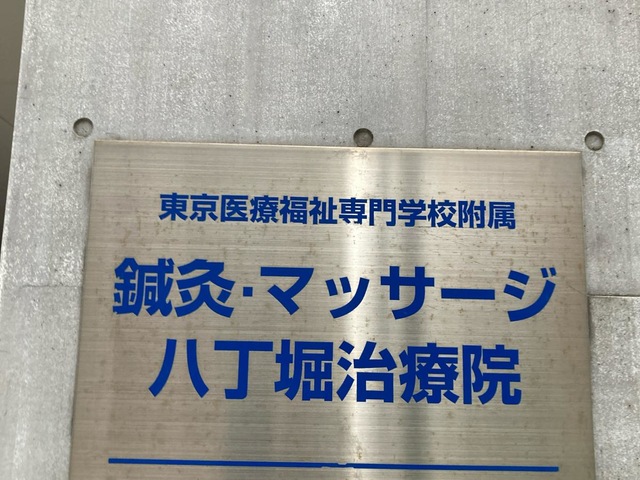 東京医療福祉専門学校附属
鍼灸・マッサージ
八丁堀治療院